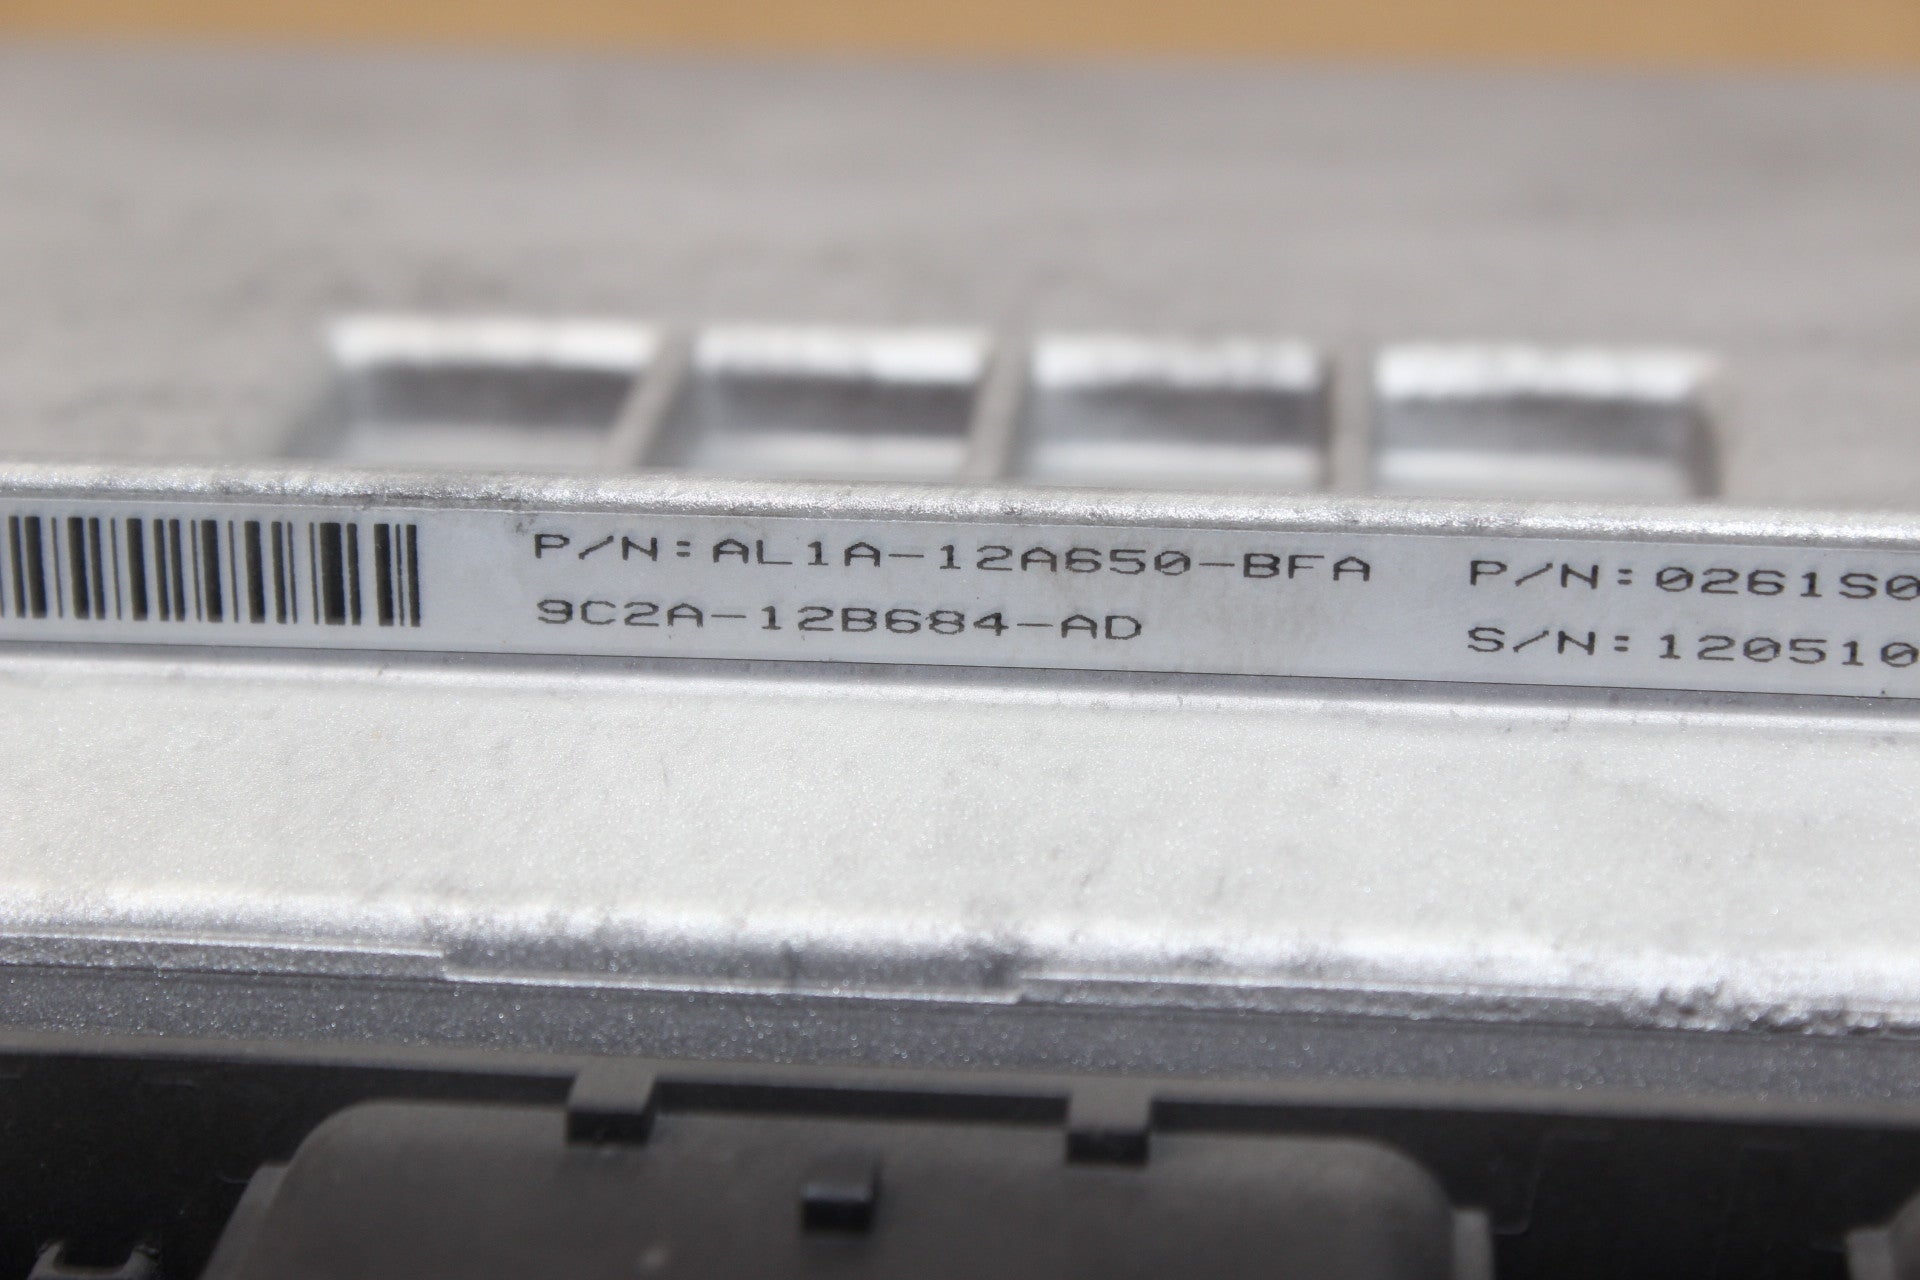 P/N:AL1A-12A650-BFA
9C2A-12B684-AD
P/N:0261S0
S/N:120510